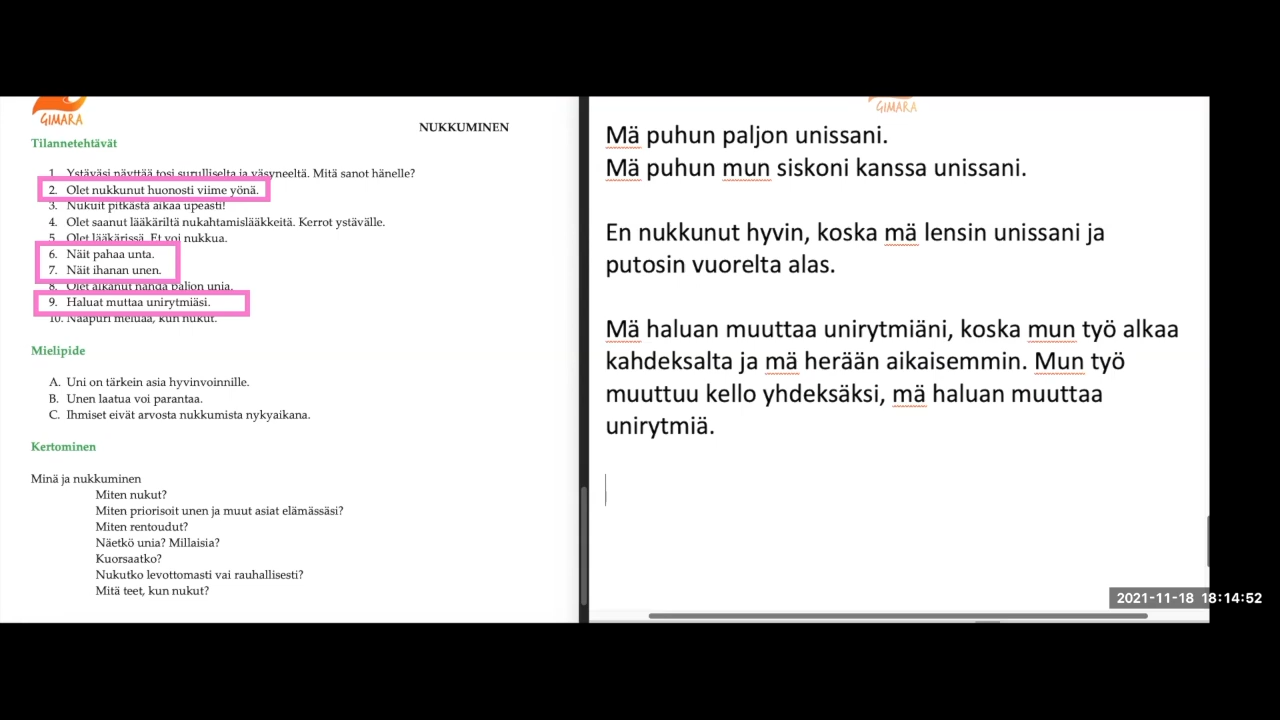 GIMARA
NUKKUMINEN
Tilannetehtävät
1. Ystäväsi näyttää tosi surulliselta ja väsyneeltä. Mitä sanot hänelle?
2. Olet nukkunut huonosti viime yönä.
3. Nukuit pitkästä aikaa upeasti!
4. Olet saanut lääkäriltä nukahtamislääkkeitä. Kerrot ystävälle.
5. Olet lääkärissä. Et voi nukkua.
6. Näit pahaa unta.
7. Näit ihanan unen.
8. Olet alkanut nähdä paljon unia.
9. Haluat muttaa unirytmiäsi.
10. Naapuri meluaa, kun nukut.
Mielipide
A. Uni on tärkein asia hyvinvoinnille.
B. Unen laatua voi parantaa.
C. Ihmiset eivät arvosta nukkumista nykyaikana.
Kertominen
Minä ja nukkuminen
Miten nukut?
Miten priorisoit unen ja muut asiat elämässäsi?
Miten rentoudut?
Näetkö unia? Millaisia?
Kuorsaatko?
Nukutko levottomasti vai rauhallisesti?
Mitä teet, kun nukut?
GIMARA
Mä puhun paljon unissani.
Mä puhun mun siskoni kanssa unissani.
En nukkunut hyvin, koska mä lensin unissani ja
putosin vuorelta alas.
Mä haluan muuttaa unirytmiäni, koska mun työ alkaa
kahdeksalta ja mä herään aikaisemmin. Mun työ
muuttuu kello yhdeksäksi, mä haluan muuttaa
unirytmiä.
2021-11-18 18:14:52